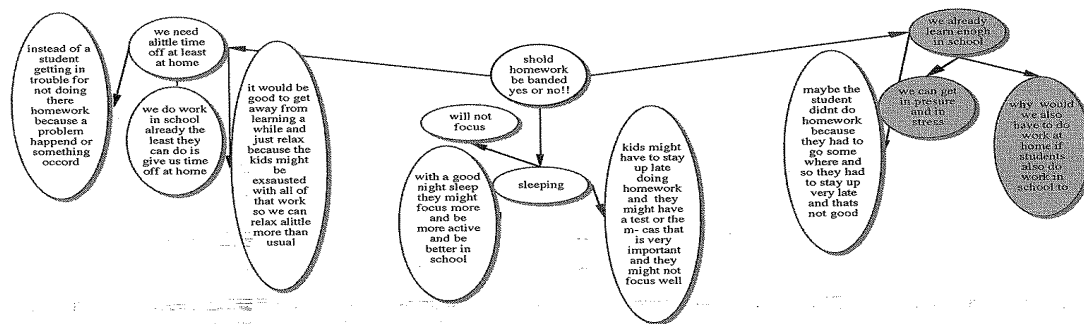 shold
homework
be banded
yes or no!!
we need
alittle time
off at least
at home
instead of a
student
getting in
trouble for
not doing
there
homework
because a
problem
happend or
something
occord
we do work
in school
already the
least they
can do is
give us time
off at home
it would be
good to get
away from
learning a
while and
just relax
because the
kids might
be
exsausted
with all of
that work
so we can
relax alittle
more than
usual
will not
focus
sleeping
with a good
night sleep
they might
focus more
and be
more active
and be
better in
school
kids might
have to stay
up late
doing
homework
and they
might have
a test or the
m- cas that
is very
important
and they
might not
focus well
we already
learn enogh
in school
maybe the
student
didnt do
homework
because
they had to
go some
where and
so they had
to stay up
very late
and thats
not good
we can get
in presure
and in
stress
why would
we also
have to do
work at
home if
students
also do
work in
school to